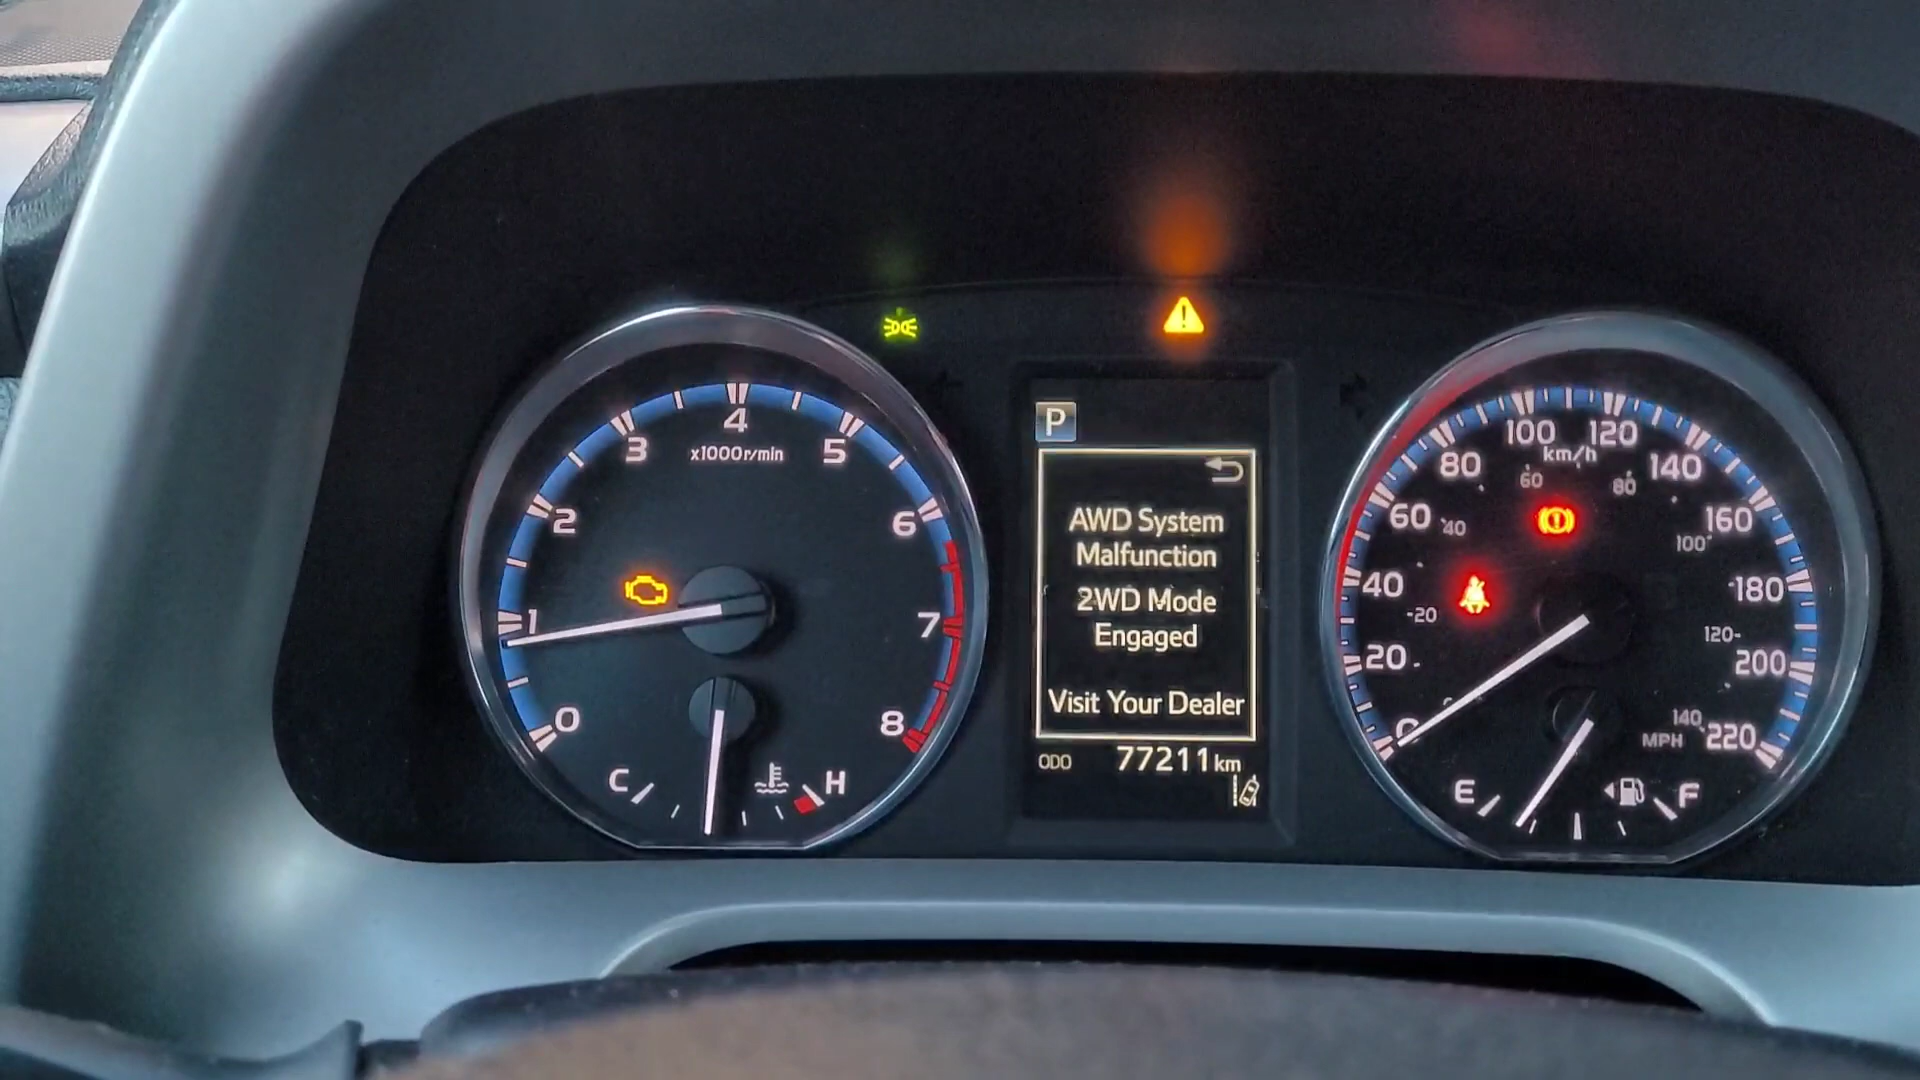 0
1
2
3
4
5
6
7
8
x1000r/min
C
H
P
AWD System
Malfunction
2WD Mode
Engaged
Visit Your Dealer
ODO 77211 km
20
40
60
80
100
120
140
160
180
200
220
km/h
20
40
60
80
100
120
140
MPH
E
F